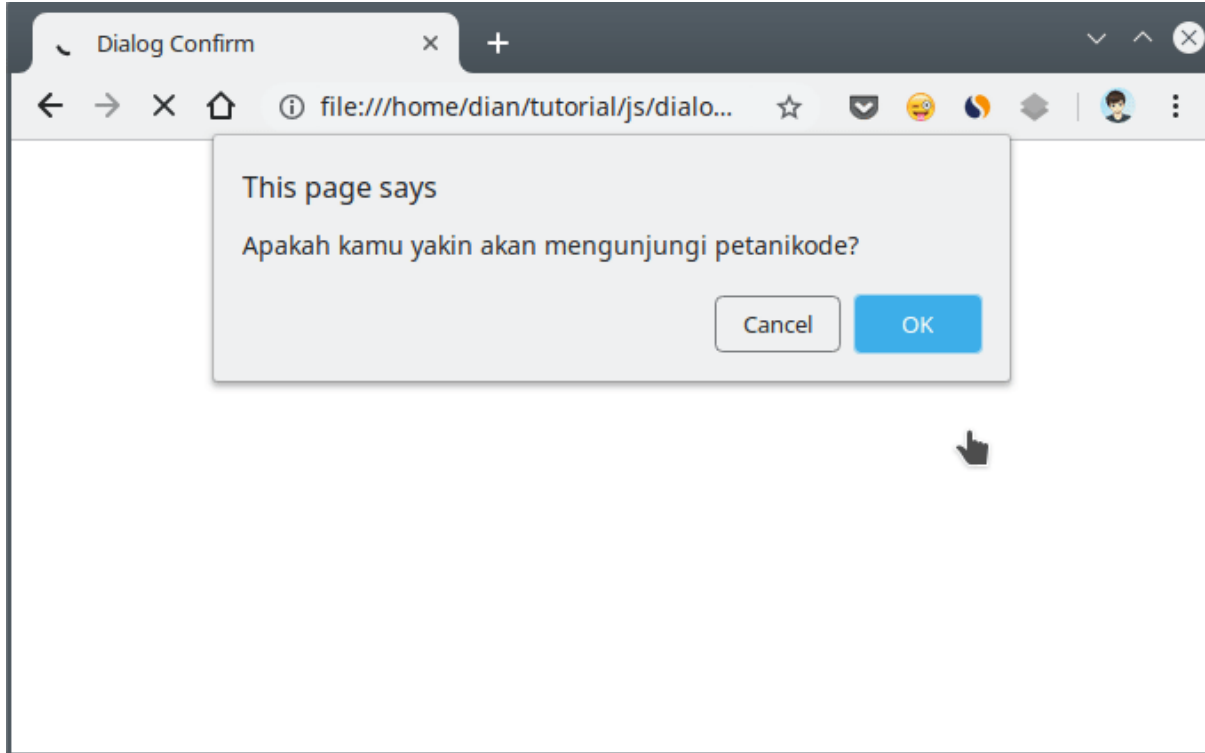 Dialog Confirm
file:///home/dian/tutorial/js/dialo...
This page says
Apakah kamu yakin akan mengunjungi petanikode?
Cancel OK